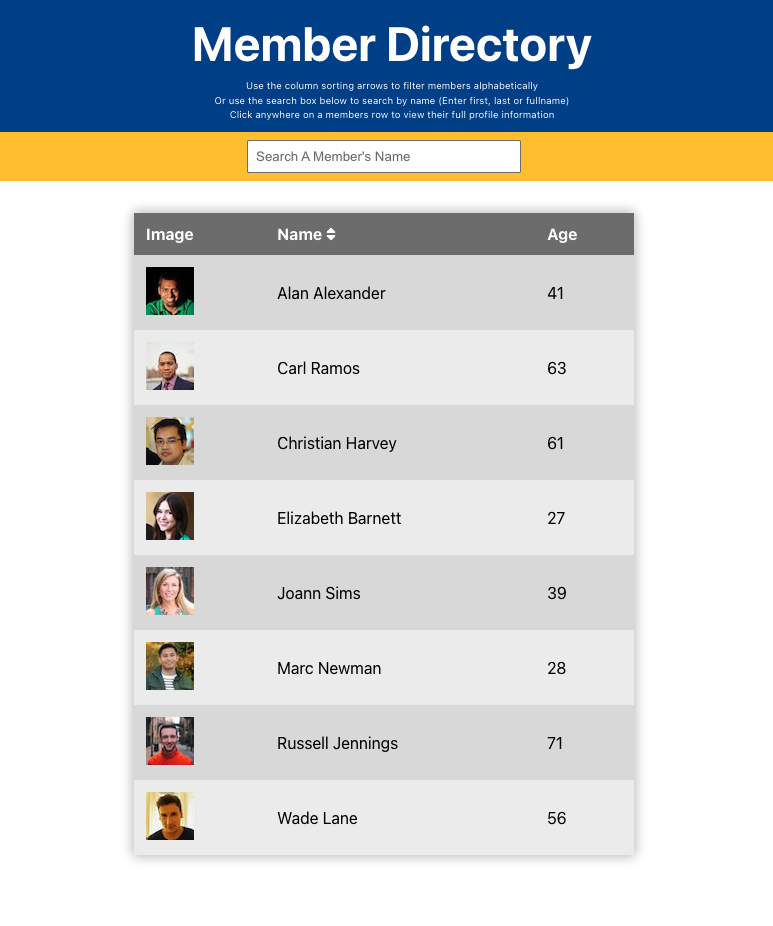 Member Directory
Use the column sorting arrows to filter members alphabetically
Or use the search box below to search by name (Enter first, last or fullname)
Click anywhere on a members row to view their full profile information
Search A Member's Name
Image Name Age
Alan Alexander 41
Carl Ramos 63
Christian Harvey 61
Elizabeth Barnett 27
Joann Sims 39
Marc Newman 28
Russell Jennings 71
Wade Lane 56